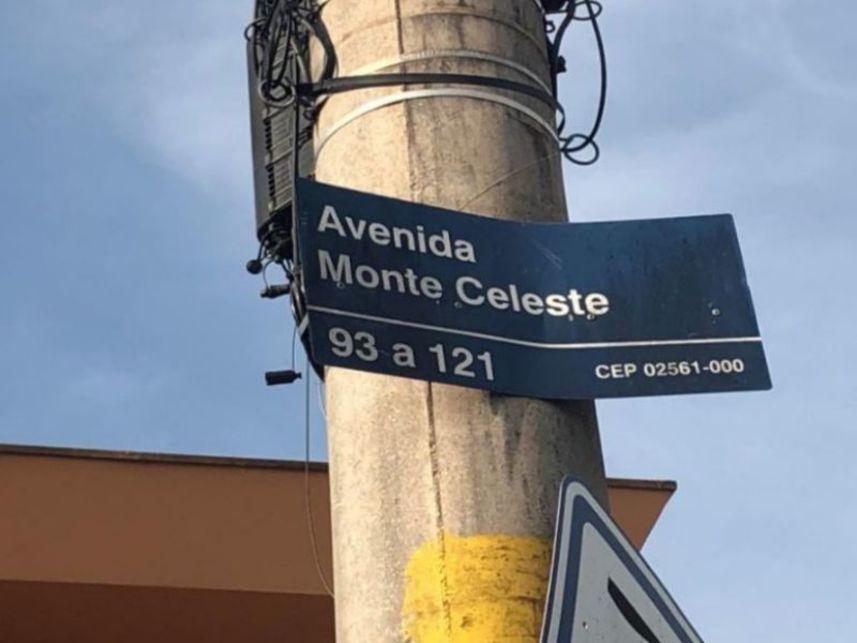 Avenida
Monte Celeste
93 a 121
CEP 02561-000